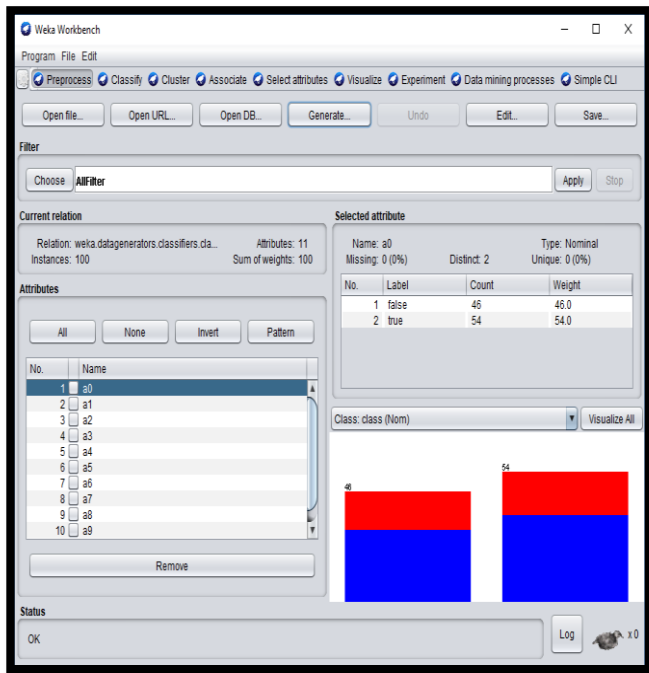 Weka Workbench
Program File Edit
Preprocess Classify Cluster Associate Select attributes Visualize Experiment Data mining processes Simple CLI
Open file... Open URL... Open DB... Generate... Undo Edit... Save...
Filter
Choose AllFilter Apply Stop
Current relation
Relation: weka.datagenerators.classifiers.cla... Attributes: 11
Instances: 100 Sum of weights: 100
Attributes
All None Invert Pattern
No. Name
1 a0
2 a1
3 a2
4 a3
5 a4
6 a5
7 a6
8 a7
9 a8
10 a9
Remove
Selected attribute
Name: a0 Type: Nominal
Missing: 0 (0%) Distinct: 2 Unique: 0 (0%)
No. Label Count Weight
1 false 46 46.0
2 true 54 54.0
Class: class (Nom) Visualize All
46
54
Status
OK
Log x 0